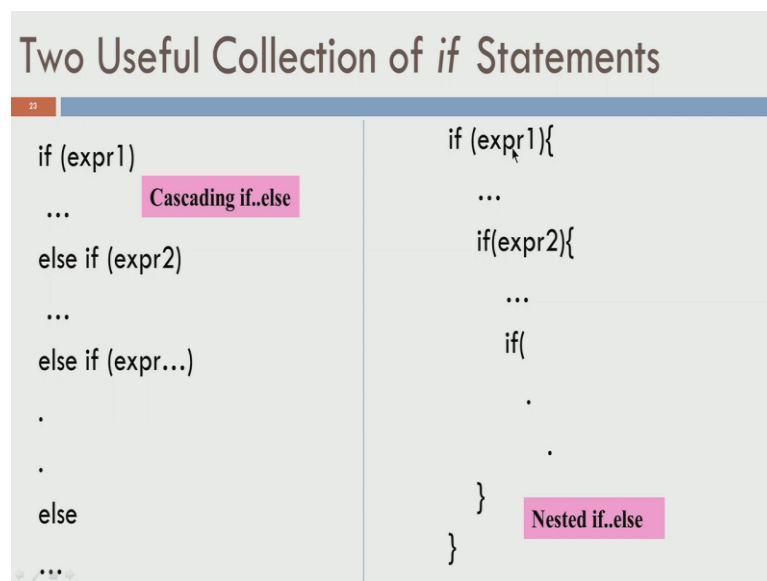 Two Useful Collection of if Statements
23
if (expr1)
...
Cascading if..else
else if (expr2)
...
else if (expr...)
.
.
else
...
if (expr1){
...
if(expr2){
...
if(
.
.
}
Nested if..else
}